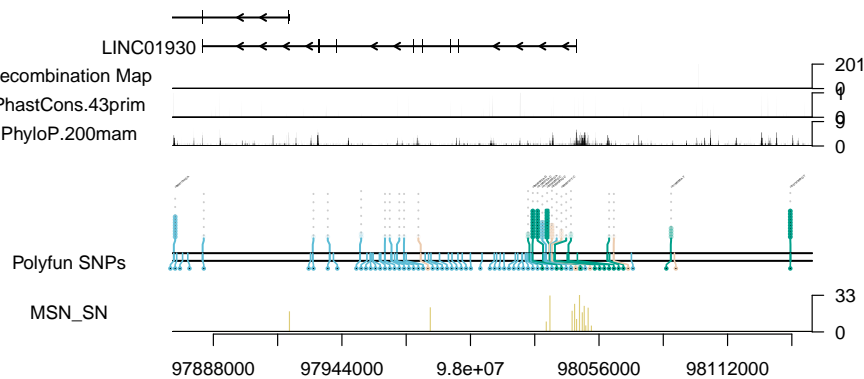 LINC01930
ecombination Map
201
0
PhastCons.43prim
1
0
PhyloP.200mam
9
0
Polyfun SNPs
MSN_SN
33
0
97888000 97944000 9.8e+07 98056000 98112000